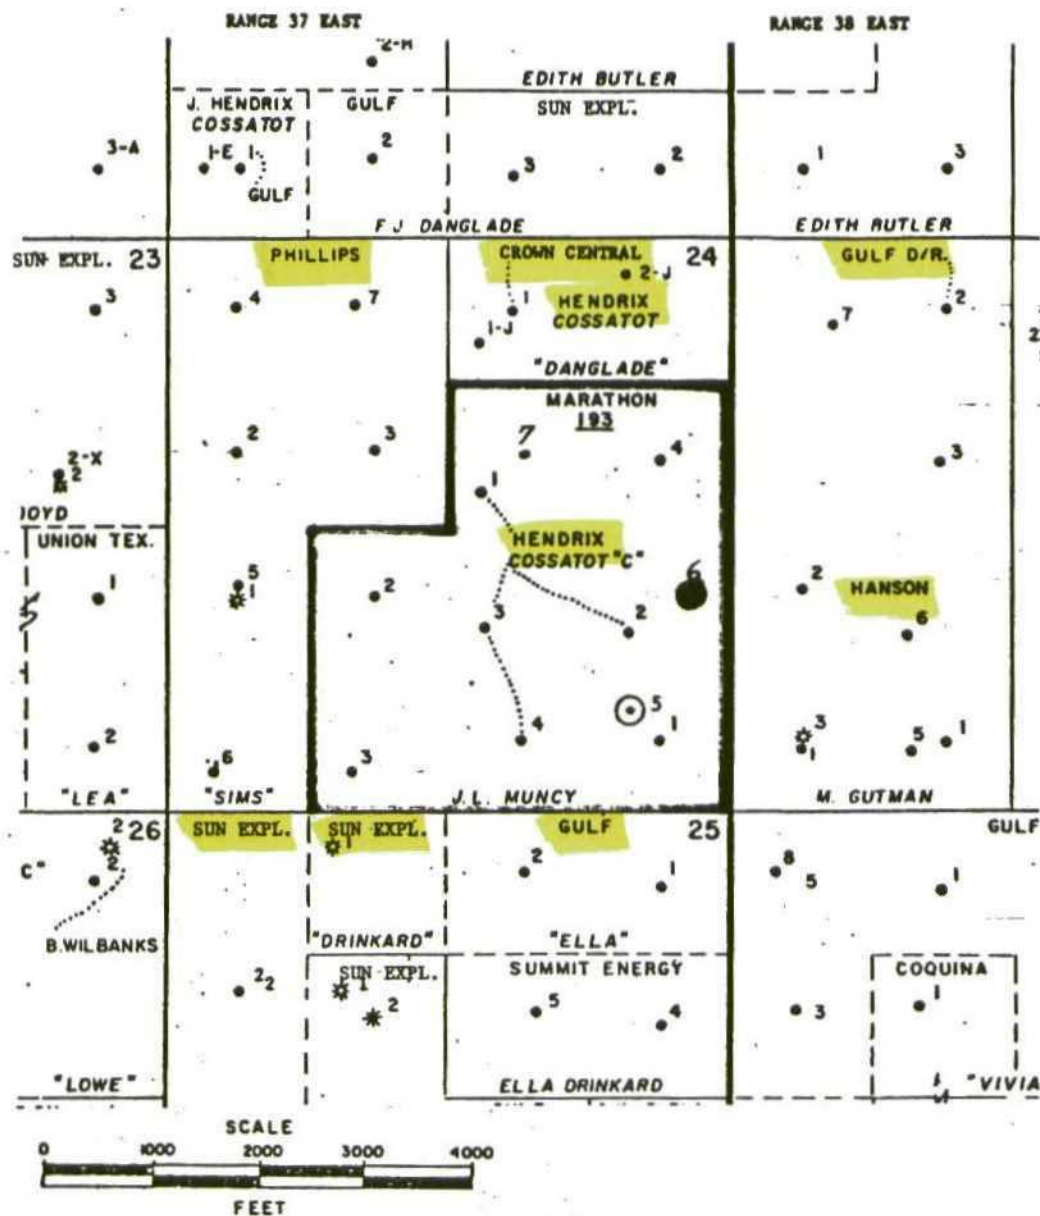 RANGE 37 EAST
RANGE 38 EAST
2-H
EDITH BUTLER
J. HENDRIX
COSSATOT
GULF
SUN EXPL.
3-A
1-E
1-
GULF
2
3
2
1
3
F J DANGLADE
EDITH BUTLER
SUN EXPL.
23
PHILLIPS
CROWN CENTRAL
24
GULF D/R.
2-J
HENDRIX
COSSATOT
3
4
7
1
1-J
7
2
2
"DANGLADE"
MARATHON
193
2
3
7
4
3
2-X
2
1
UNION TEX.
HENDRIX
COSSATOT "C"
1
5
1
2
3
2
6
2
HANSON
6
2
6
3
4
5
1
3
1
5
1
"LEA"
"SIMS"
J. L. MUNCY
M. GUTMAN
26
SUN EXPL.
SUN EXPL.
GULF
25
GULF
2
2
C"
1
2
1
8
5
1
B. WILBANKS
"DRINKARD"
"ELLA"
SUN EXPL.
SUMMIT ENERGY
COQUINA
2
2
1
2
5
4
3
1
"LOWE"
ELLA DRINKARD
"VIVIA
SCALE
0
1000
2000
3000
4000
FEET